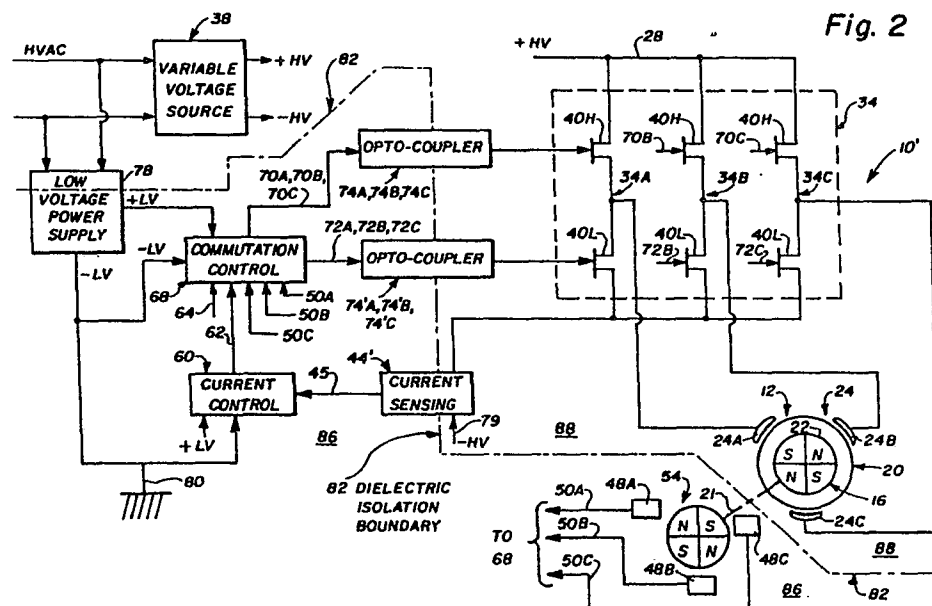 Fig. 2
HVAC
38
VARIABLE
VOLTAGE
SOURCE
+ HV
-HV
82
+ HV
28
34
10'
40H
40H
40H
70B
70C
34A
34B
34C
40L
40L
40L
72B
72C
78
LOW
VOLTAGE
POWER
SUPPLY
+LV
-LV
-LV
70A, 70B,
70C
OPTO-COUPLER
74A, 74B, 74C
72A, 72B, 72C
OPTO-COUPLER
74'A, 74'B,
74'C
COMMUTATION
CONTROL
68
64
62
50A
50B
50C
60
CURRENT
CONTROL
+LV
45
44'
CURRENT
SENSING
79
-HV
80
86
88
82 DIELECTRIC
ISOLATION
BOUNDARY
12
24
22
24A
24B
20
16
24C
S N
N S
21
54
N S
S N
48A
48B
48C
50A
50B
50C
TO
68
86
88
82